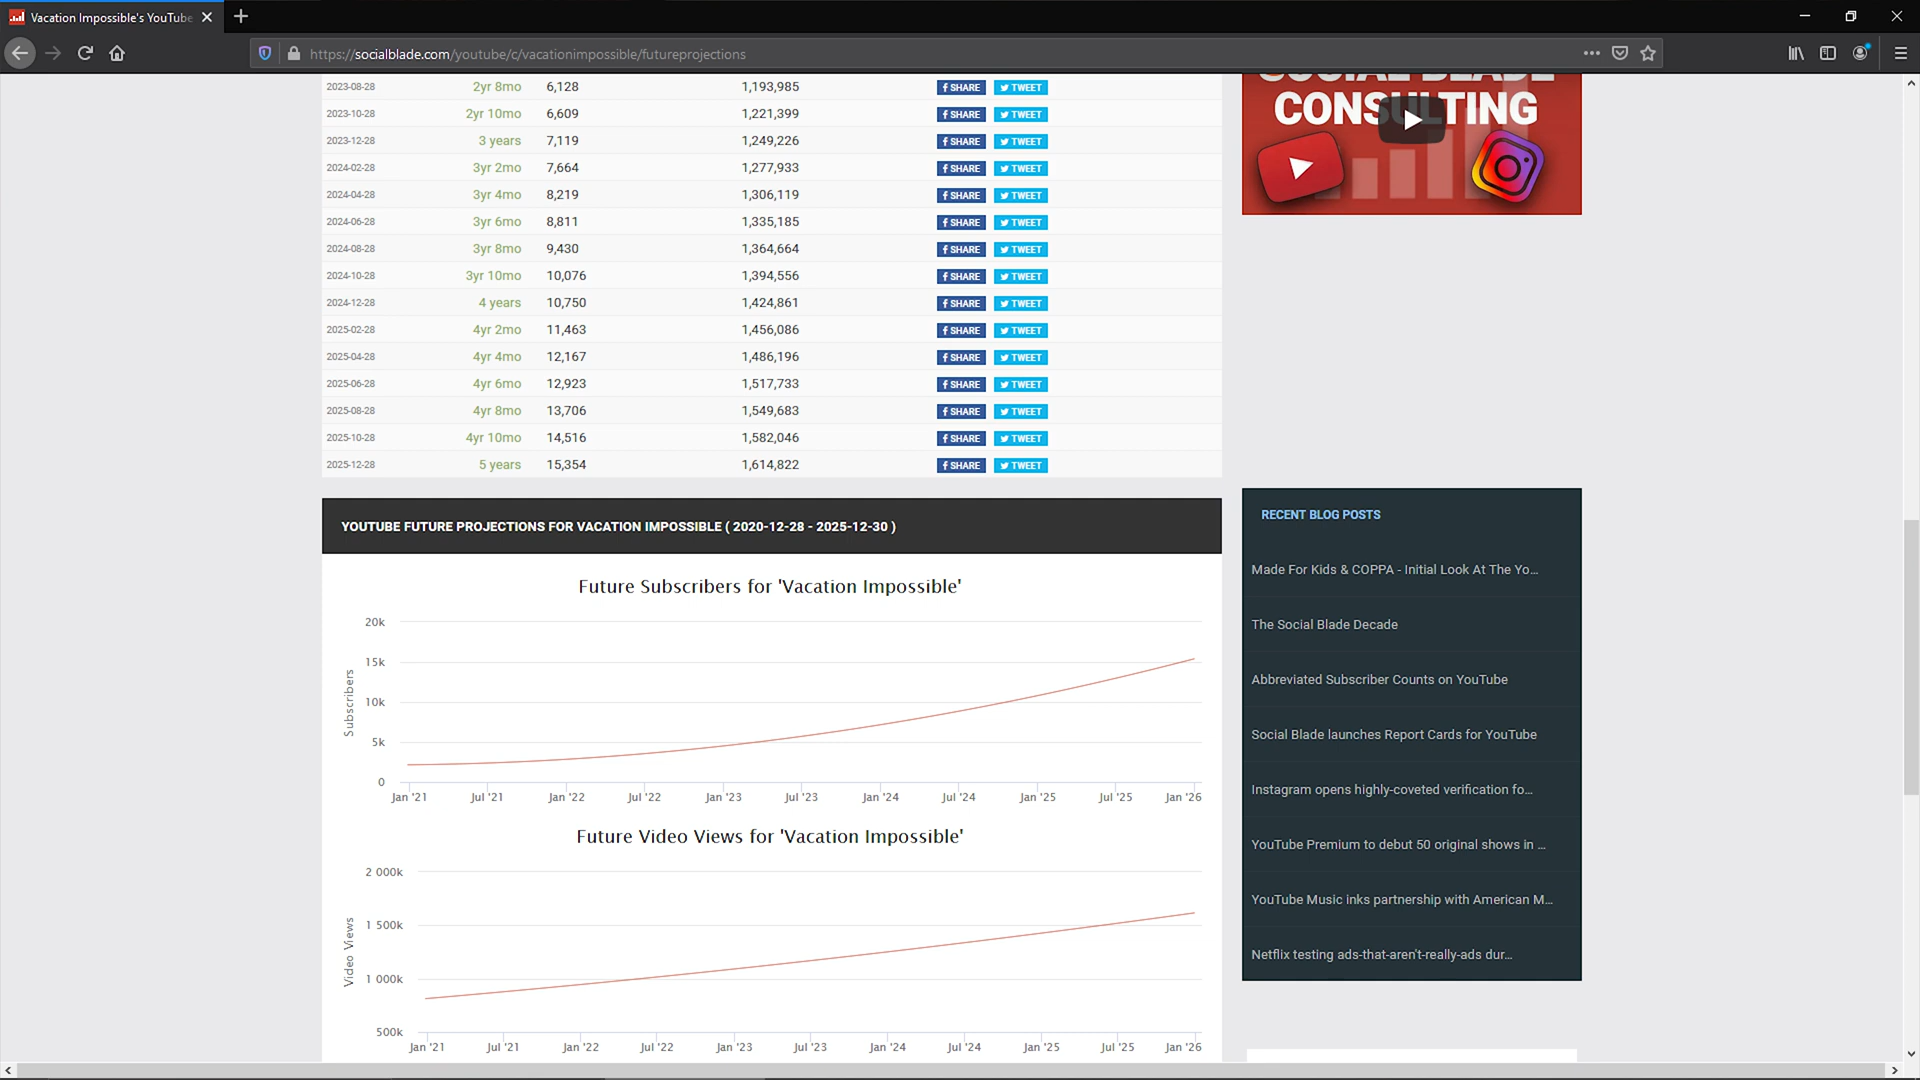 Vacation Impossible's YouTube
https://socialblade.com/youtube/c/vacationimpossible/futureprojections
2023-08-28 2yr 8mo 6,128 1,193,985 SHARE TWEET
2023-10-28 2yr 10mo 6,609 1,221,399 SHARE TWEET
2023-12-28 3 years 7,119 1,249,226 SHARE TWEET
2024-02-28 3yr 2mo 7,664 1,277,933 SHARE TWEET
2024-04-28 3yr 4mo 8,219 1,306,119 SHARE TWEET
2024-06-28 3yr 6mo 8,811 1,335,185 SHARE TWEET
2024-08-28 3yr 8mo 9,430 1,364,664 SHARE TWEET
2024-10-28 3yr 10mo 10,076 1,394,556 SHARE TWEET
2024-12-28 4 years 10,750 1,424,861 SHARE TWEET
2025-02-28 4yr 2mo 11,463 1,456,086 SHARE TWEET
2025-04-28 4yr 4mo 12,167 1,486,196 SHARE TWEET
2025-06-28 4yr 6mo 12,923 1,517,733 SHARE TWEET
2025-08-28 4yr 8mo 13,706 1,549,683 SHARE TWEET
2025-10-28 4yr 10mo 14,516 1,582,046 SHARE TWEET
2025-12-28 5 years 15,354 1,614,822 SHARE TWEET
YOUTUBE FUTURE PROJECTIONS FOR VACATION IMPOSSIBLE ( 2020-12-28 - 2025-12-30 )
Future Subscribers for 'Vacation Impossible'
20k
15k
10k
5k
0
Subscribers
Jan '21 Jul '21 Jan '22 Jul '22 Jan '23 Jul '23 Jan '24 Jul '24 Jan '25 Jul '25 Jan '26
Future Video Views for 'Vacation Impossible'
2 000k
1 500k
1 000k
500k
Video Views
Jan '21 Jul '21 Jan '22 Jul '22 Jan '23 Jul '23 Jan '24 Jul '24 Jan '25 Jul '25 Jan '26
SOCIAL BLADE
CONSULTING
RECENT BLOG POSTS
Made For Kids & COPPA - Initial Look At The Yo...
The Social Blade Decade
Abbreviated Subscriber Counts on YouTube
Social Blade launches Report Cards for YouTube
Instagram opens highly-coveted verification fo...
YouTube Premium to debut 50 original shows in ...
YouTube Music inks partnership with American M...
Netflix testing ads-that-aren't-really-ads dur...